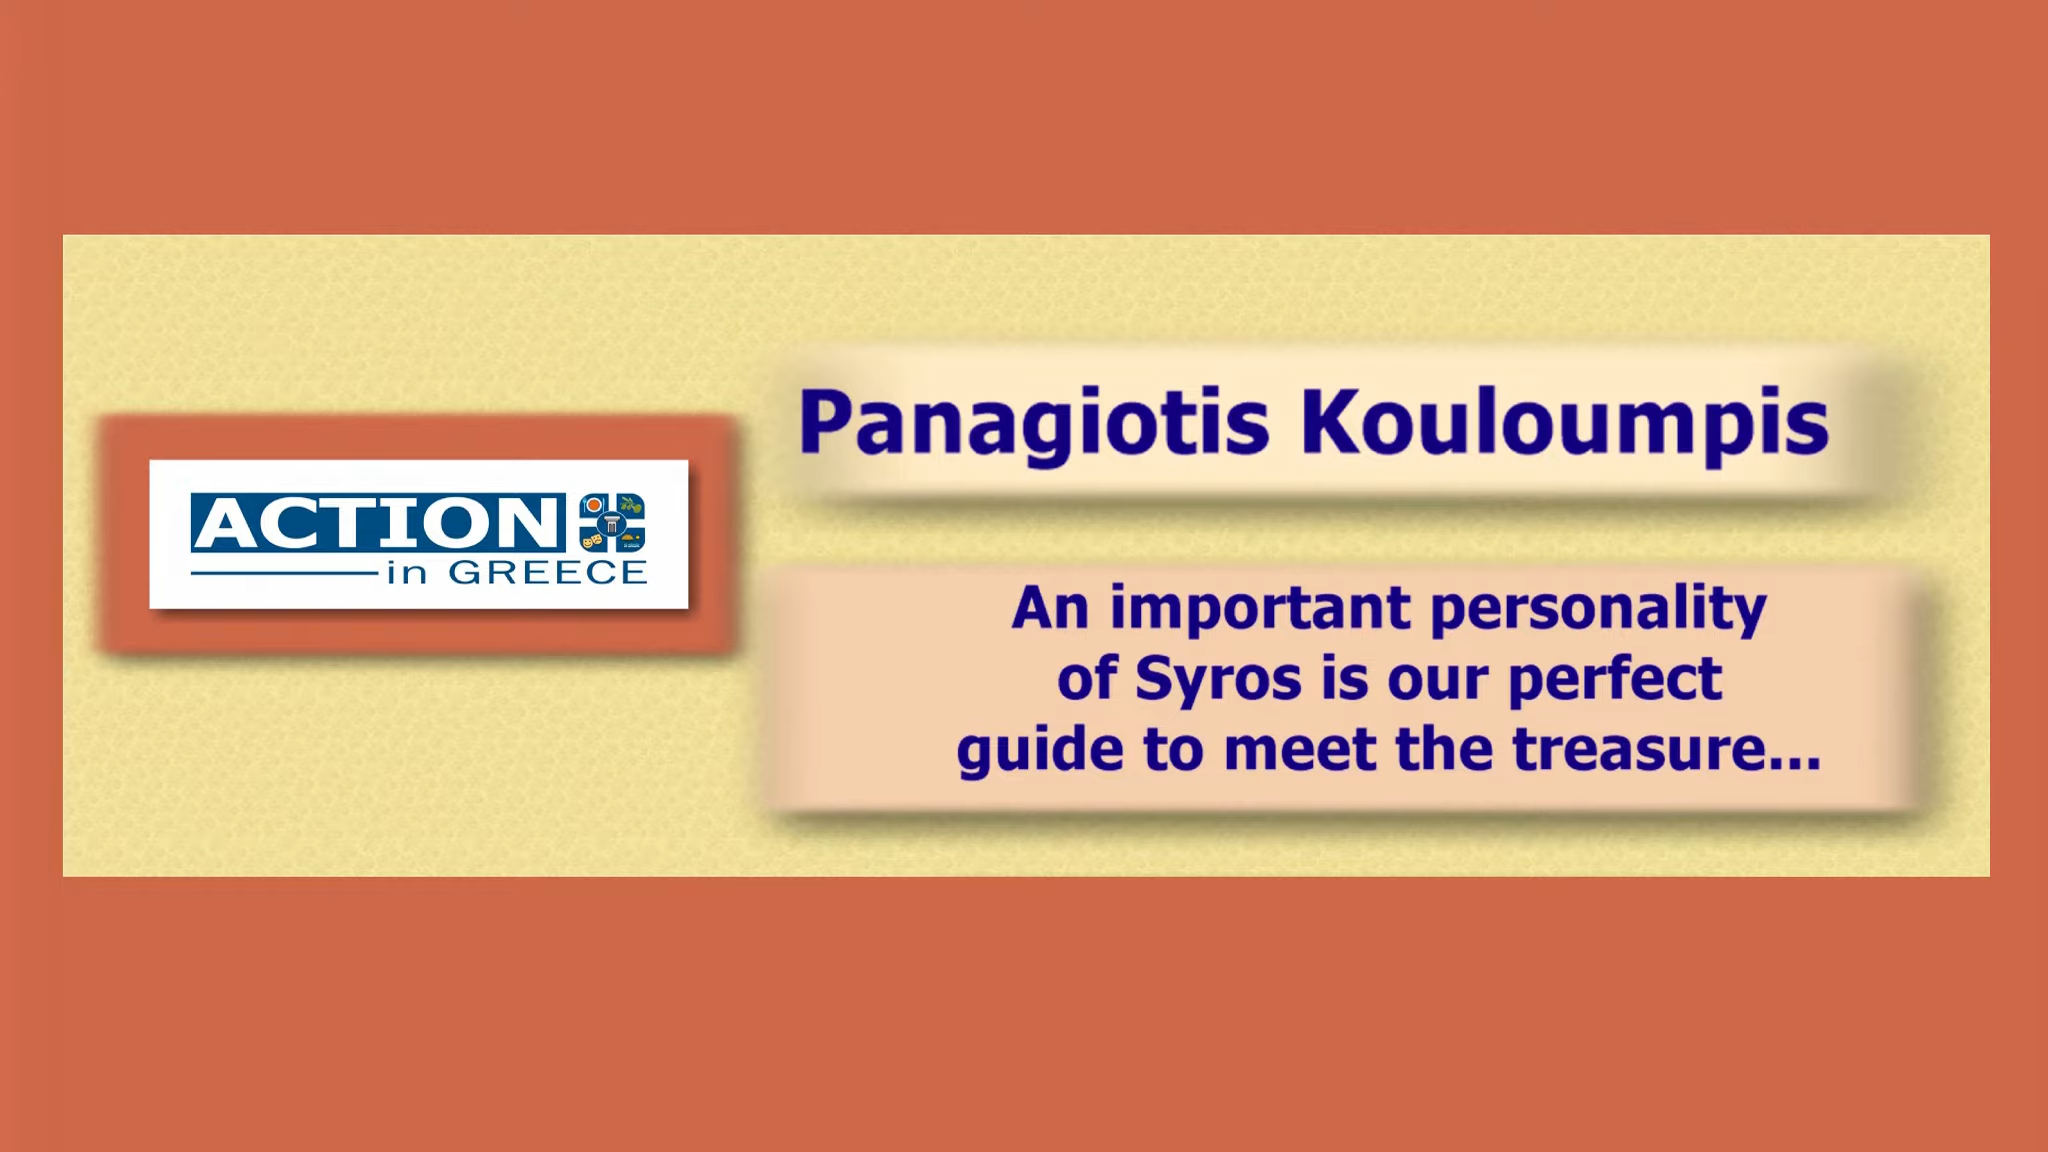 ACTION
in GREECE
Panagiotis Kouloumpis
An important personality
of Syros is our perfect
guide to meet the treasure...